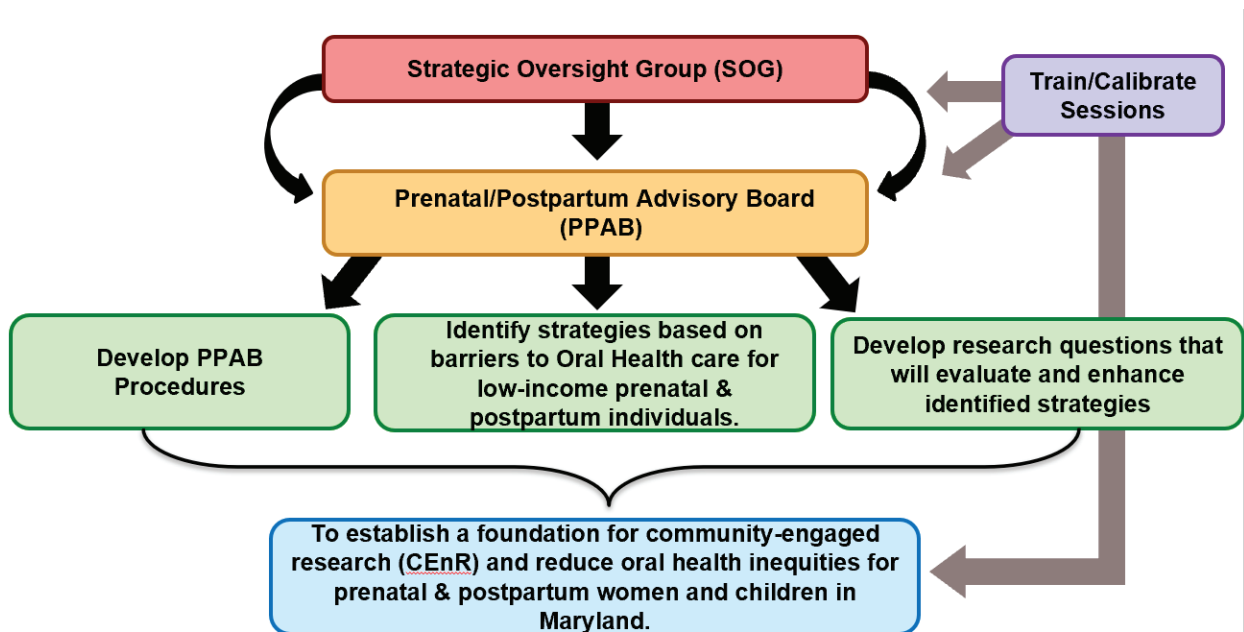 Strategic Oversight Group (SOG)
Train/Calibrate
Sessions
Prenatal/Postpartum Advisory Board
(PPAB)
Develop PPAB
Procedures
Identify strategies based on
barriers to Oral Health care for
low-income prenatal &
postpartum individuals.
Develop research questions that
will evaluate and enhance
identified strategies
To establish a foundation for community-engaged
research (CEnR) and reduce oral health inequities for
prenatal & postpartum women and children in
Maryland.